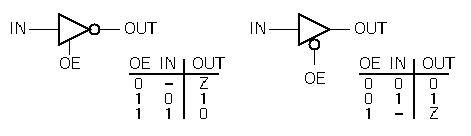 IN OUT
OE
OE IN OUT
0 - Z
1 0 1
1 1 0
IN OUT
OE
OE IN OUT
0 0 0
0 1 1
1 - Z